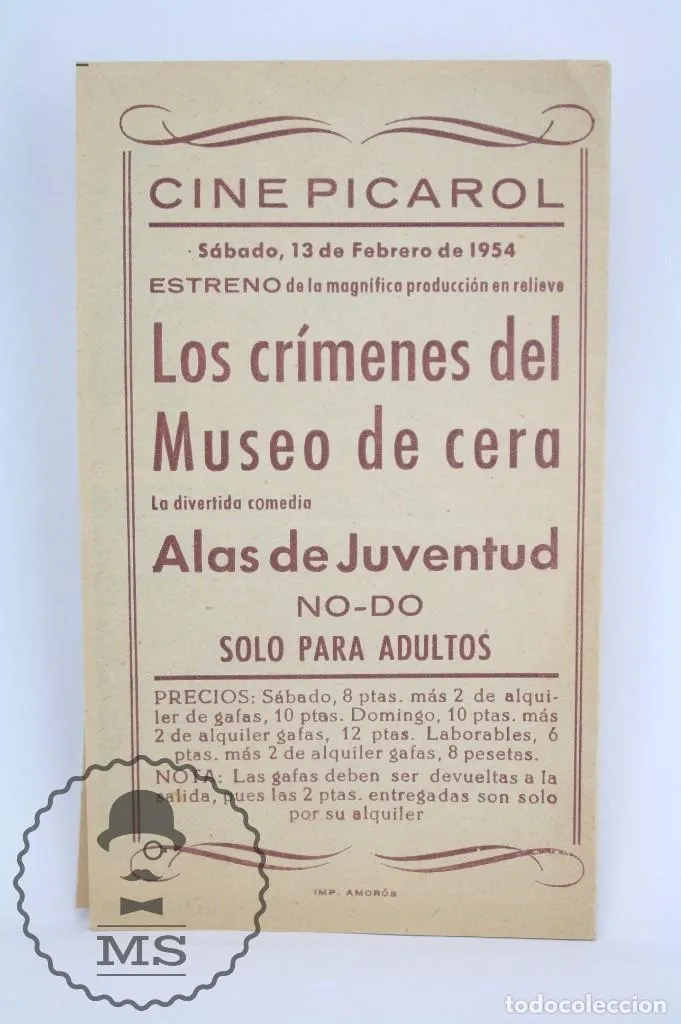 CINE PICAROL
Sábado, 13 de Febrero de 1954
ESTRENO de la magnífica producción en relieve
Los crímenes del
Museo de cera
La divertida comedia
Alas de Juventud
NO-DO
SOLO PARA ADULTOS
PRECIOS: Sábado, 8 ptas. más 2 de alqui-
ler de gafas, 10 ptas. Domingo, 10 ptas. más
2 de alquiler gafas, 12 ptas. Laborables, 6
ptas. más 2 de alquiler gafas, 8 pesetas.
NOTA: Las gafas deben ser devueltas a la
salida, pues las 2 ptas. entregadas son solo
por su alquiler
IMP. AMORÓS
MS
todocoleccion